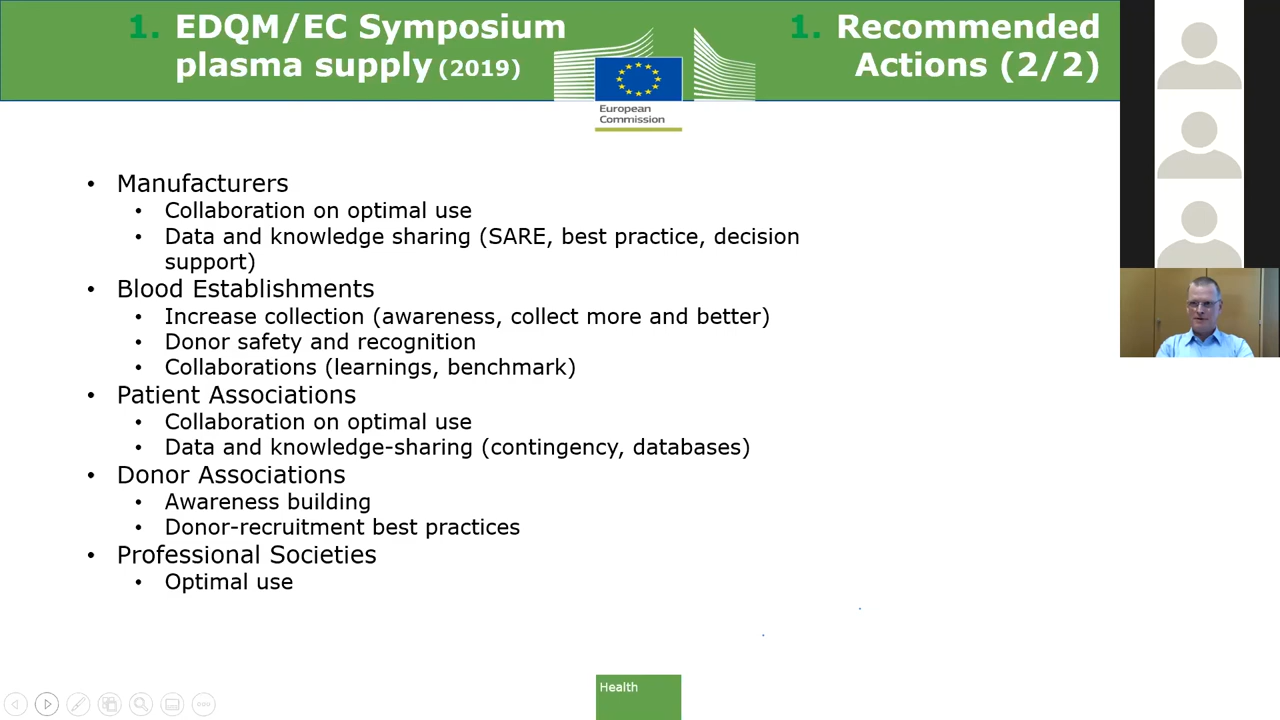 1. EDQM/EC Symposium
plasma supply (2019)
1. Recommended
Actions (2/2)
European
Commission
• Manufacturers
• Collaboration on optimal use
• Data and knowledge sharing (SARE, best practice, decision
support)
• Blood Establishments
• Increase collection (awareness, collect more and better)
• Donor safety and recognition
• Collaborations (learnings, benchmark)
• Patient Associations
• Collaboration on optimal use
• Data and knowledge-sharing (contingency, databases)
• Donor Associations
• Awareness building
• Donor-recruitment best practices
• Professional Societies
• Optimal use
Health